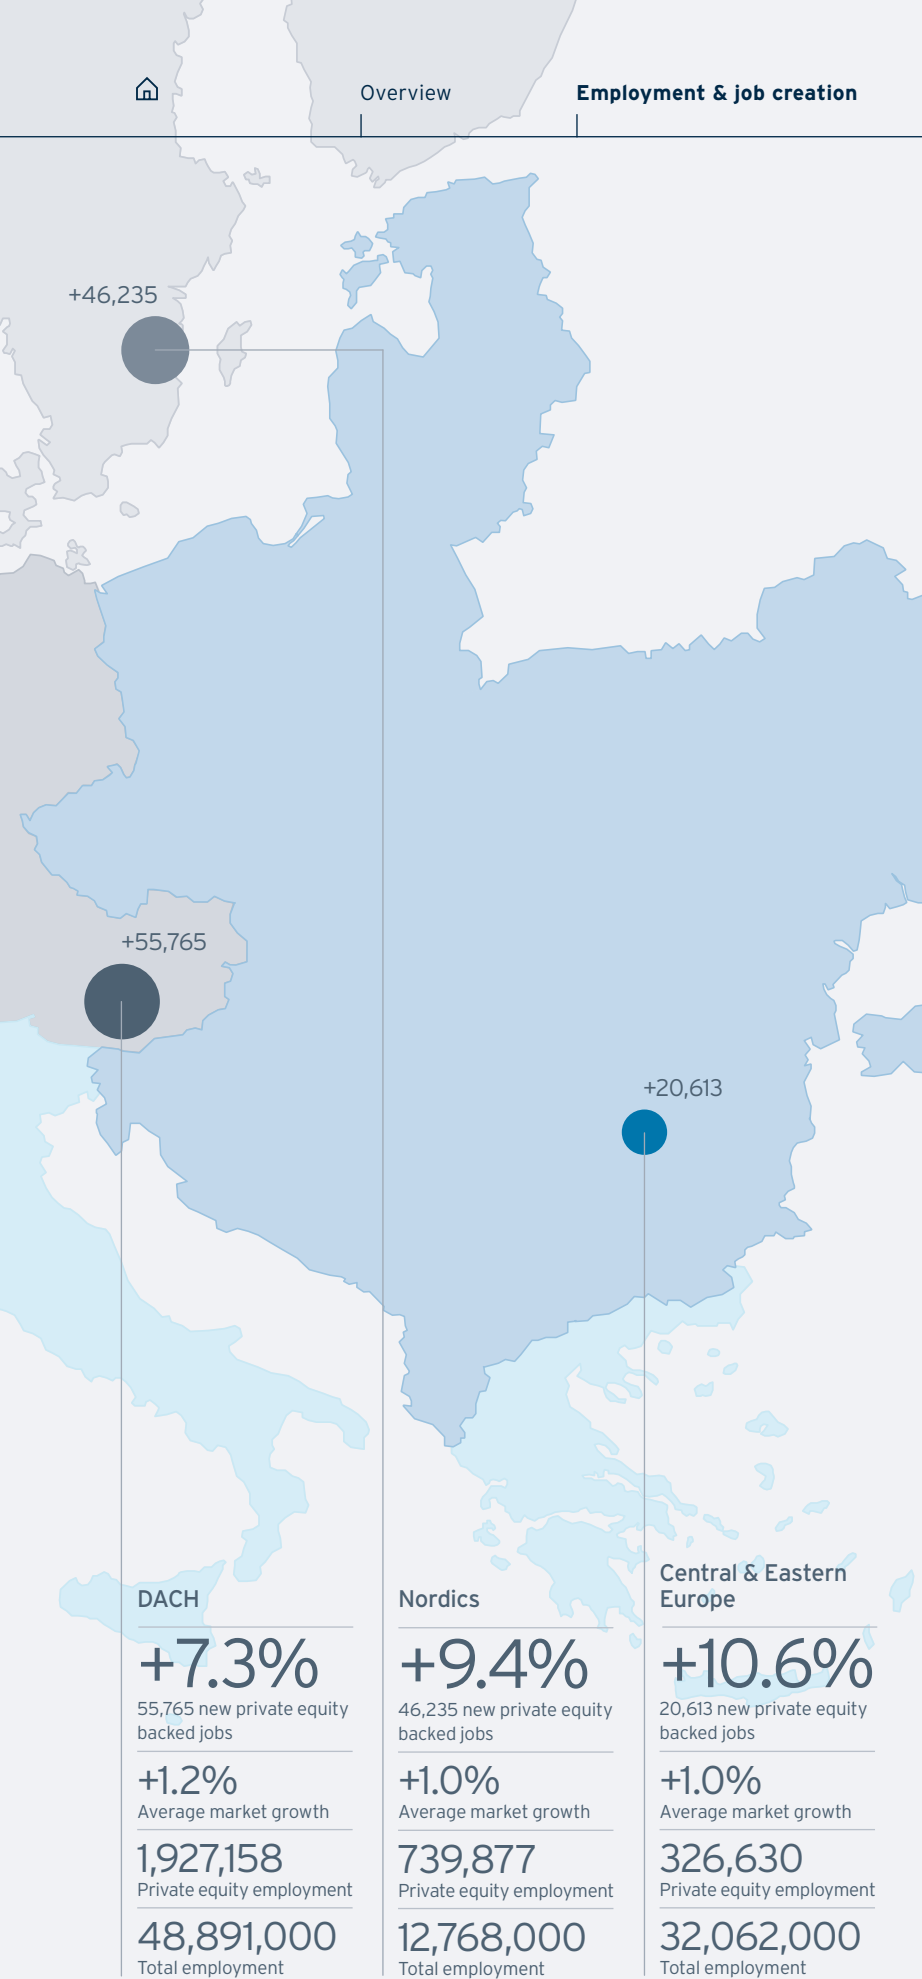 Overview
Employment & job creation
+46,235
+55,765
+20,613
DACH
+7.3%
55,765 new private equity
backed jobs
+1.2%
Average market growth
1,927,158
Private equity employment
48,891,000
Total employment
Nordics
+9.4%
46,235 new private equity
backed jobs
+1.0%
Average market growth
739,877
Private equity employment
12,768,000
Total employment
Central & Eastern
Europe
+10.6%
20,613 new private equity
backed jobs
+1.0%
Average market growth
326,630
Private equity employment
32,062,000
Total employment